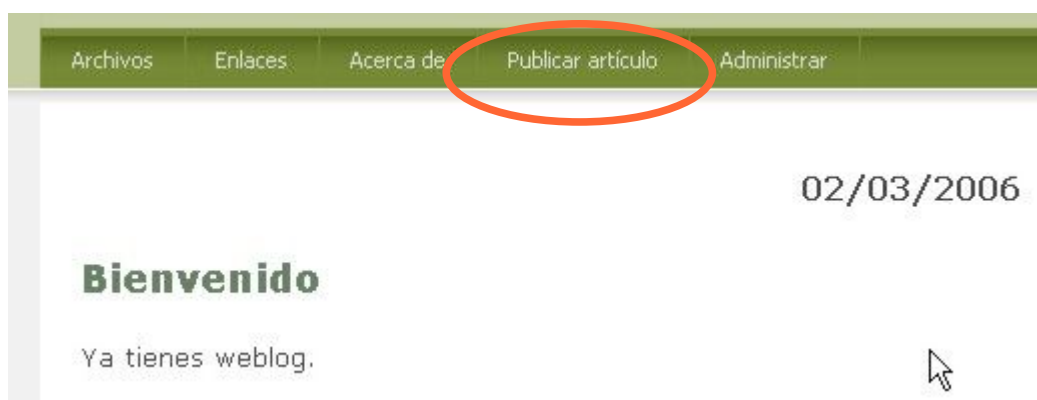 Archivos Enlaces Acerca de Publicar artículo Administrar
02/03/2006
Bienvenido
Ya tienes weblog.